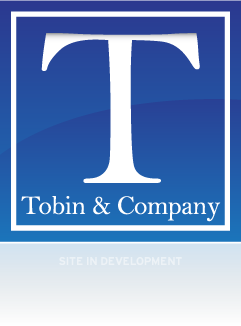 T
Tobin & Company
SITE IN DEVELOPMENT